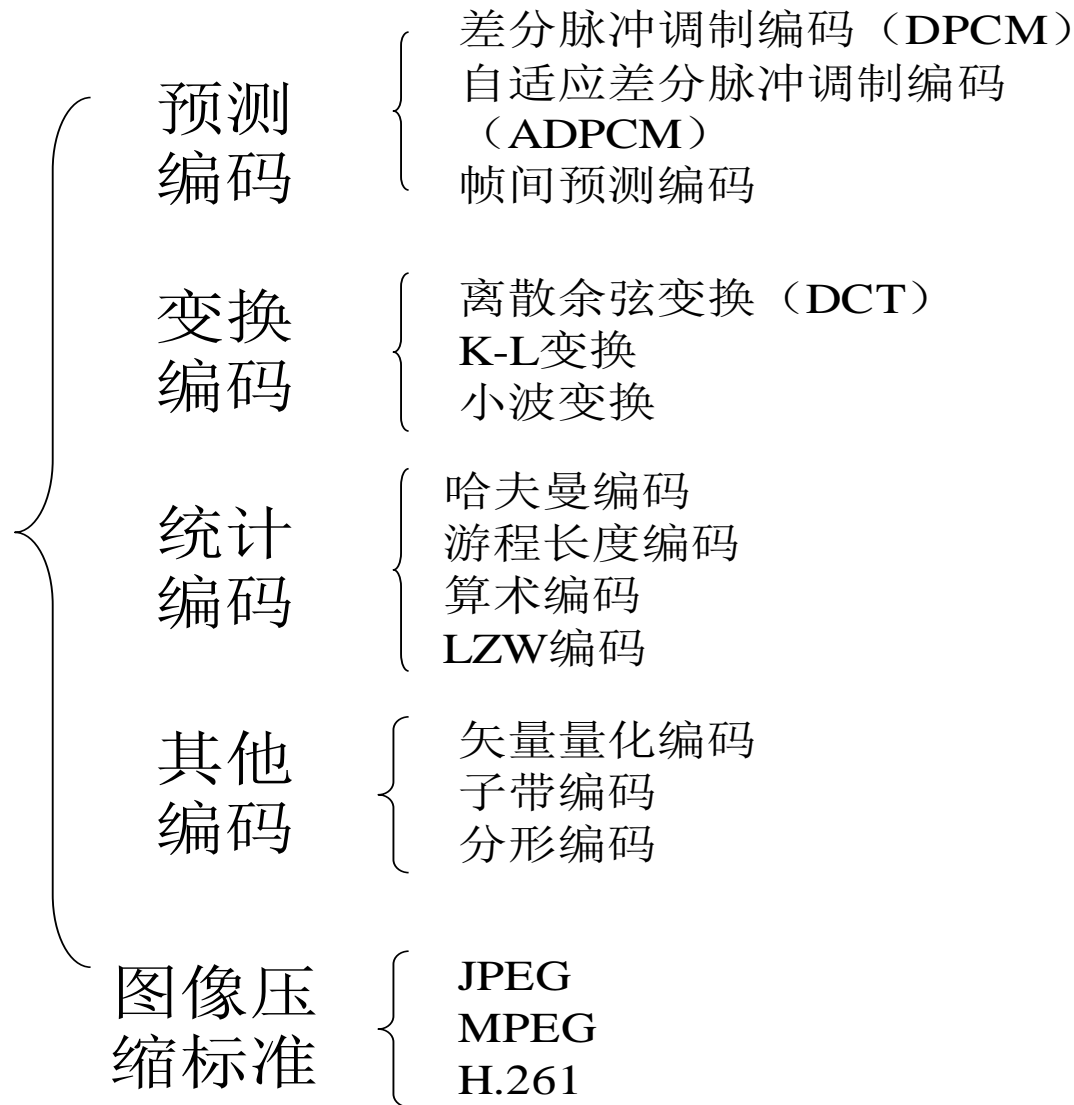 预测
编码
差分脉冲调制编码（DPCM）
自适应差分脉冲调制编码
（ADPCM）
帧间预测编码
变换
编码
离散余弦变换（DCT）
K-L变换
小波变换
统计
编码
哈夫曼编码
游程长度编码
算术编码
LZW编码
其他
编码
矢量量化编码
子带编码
分形编码
图像压
缩标准
JPEG
MPEG
H.261